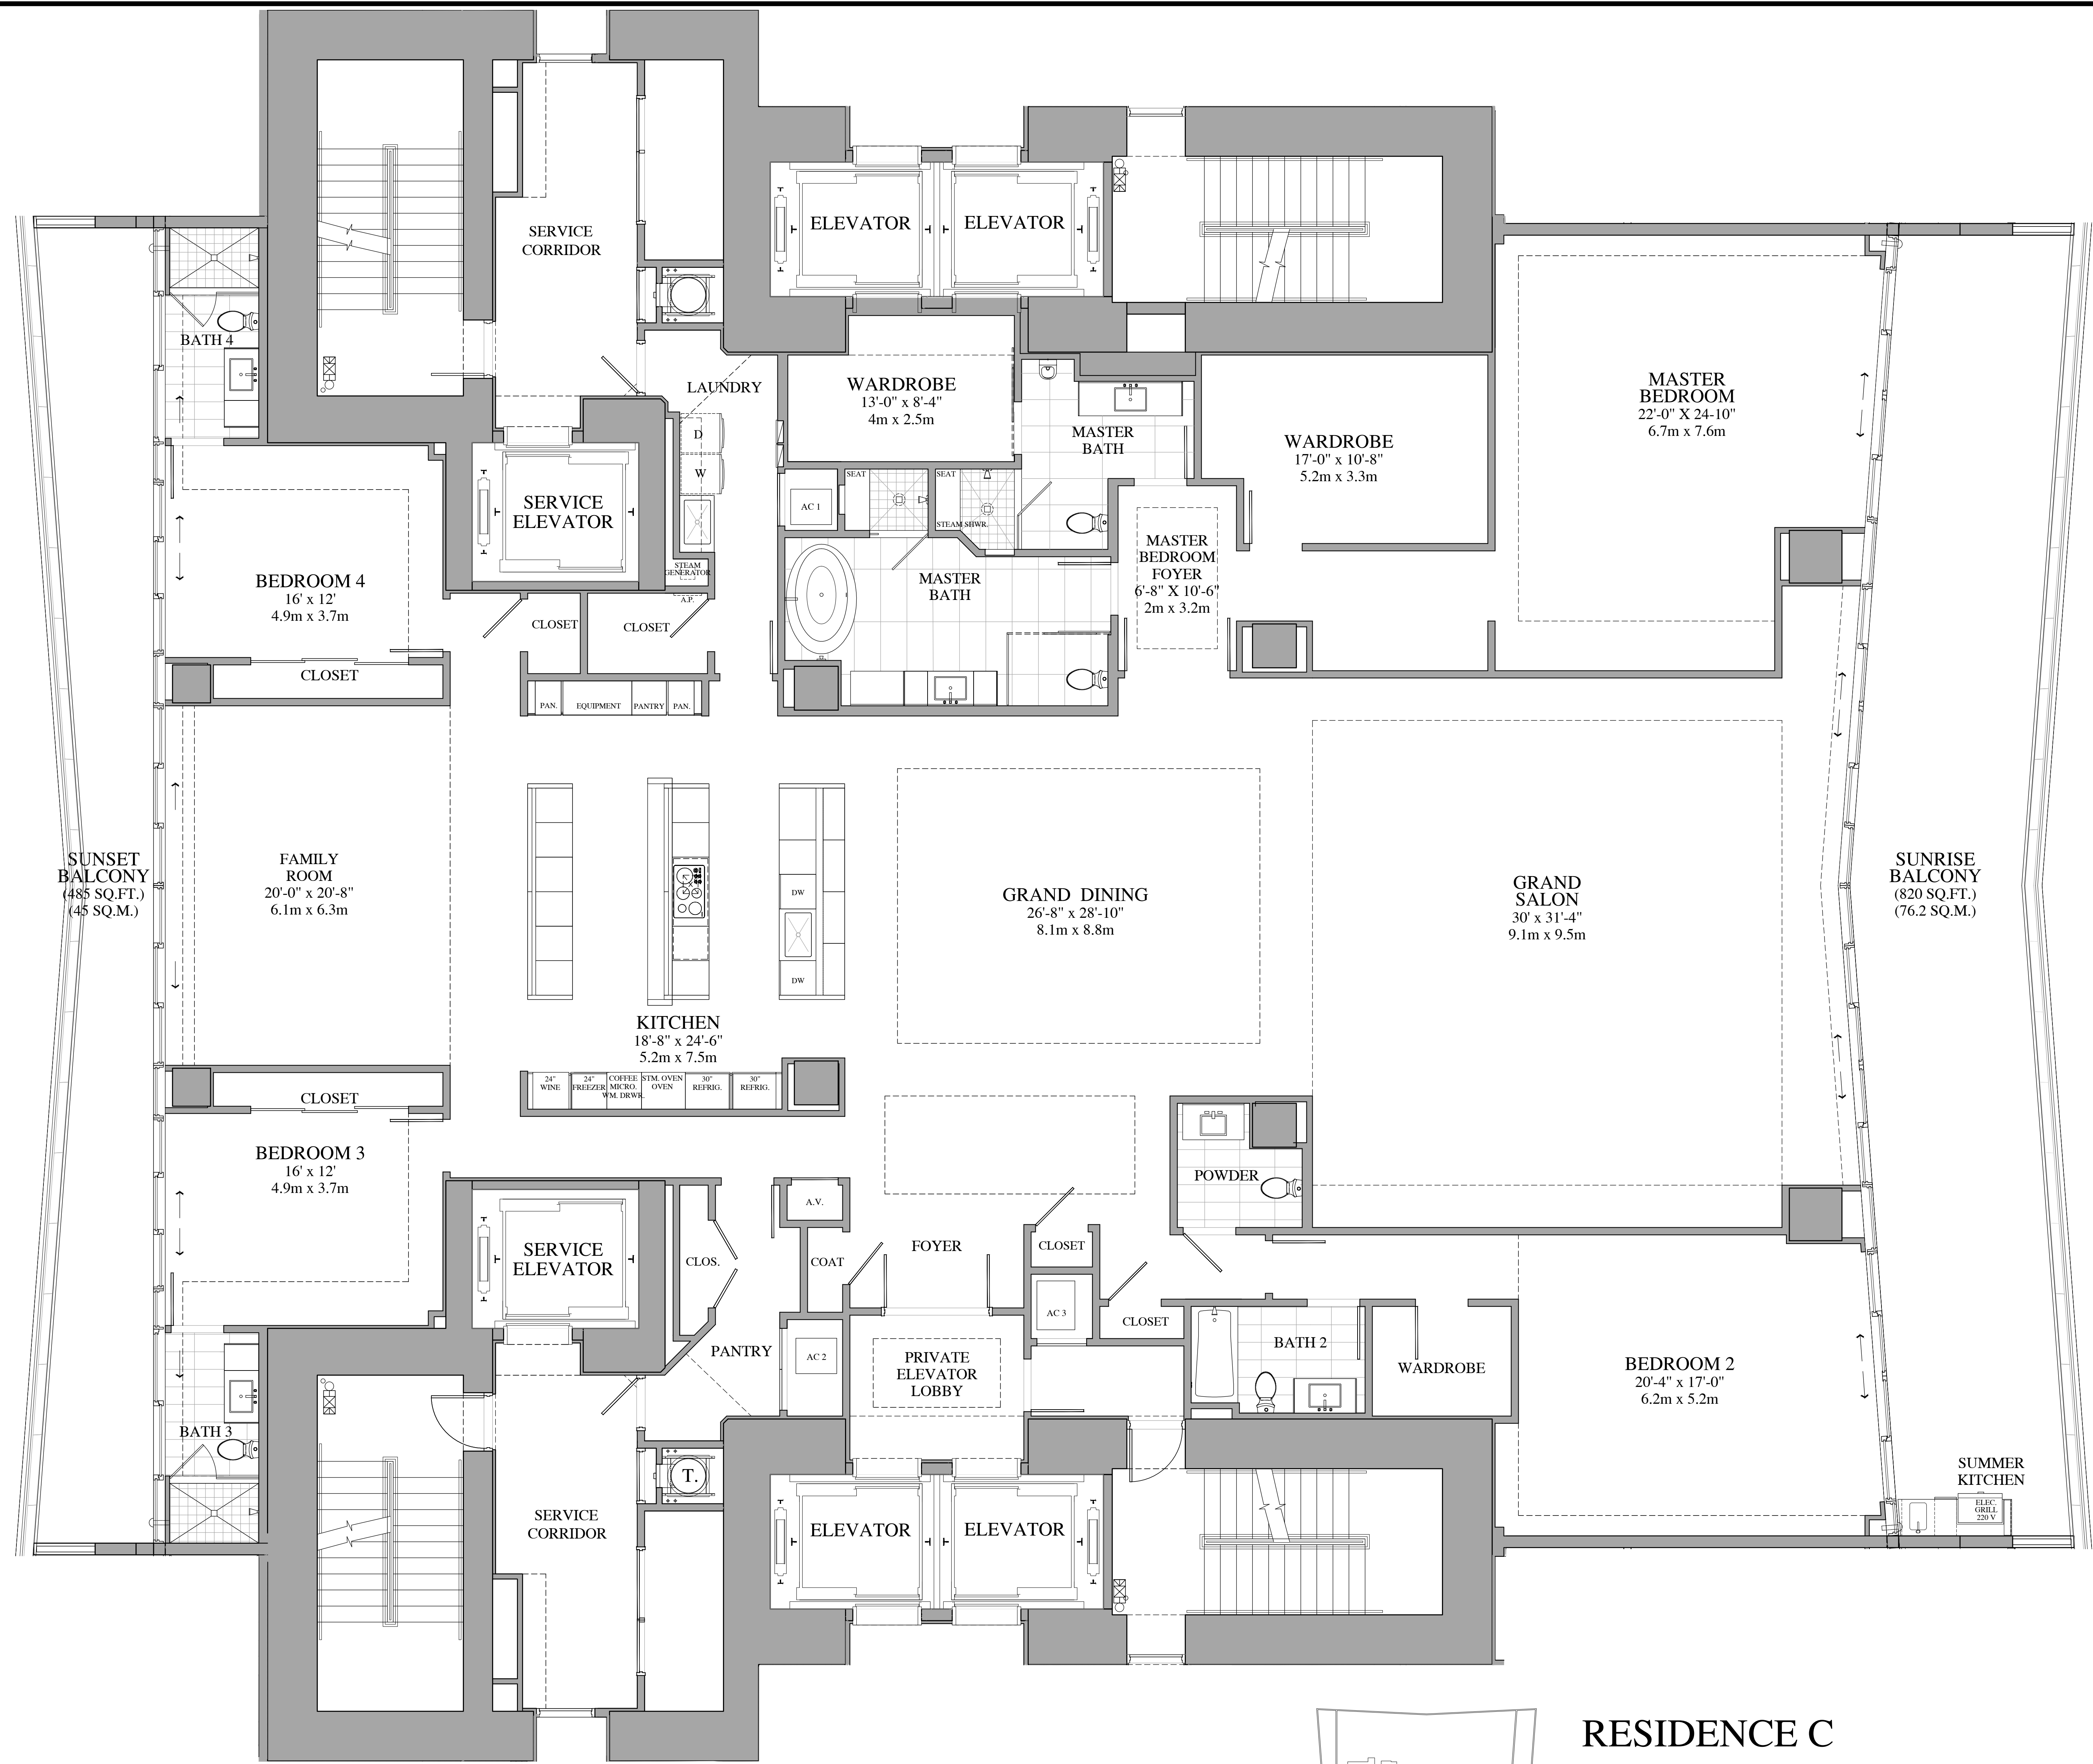 ELEVATOR
ELEVATOR
SERVICE
CORRIDOR
BATH 4
LAUNDRY
D
W
WARDROBE
13'-0" x 8'-4"
4m x 2.5m
MASTER
BATH
WARDROBE
17'-0" x 10'-8"
5.2m x 3.3m
MASTER
BEDROOM
22'-0" X 24-10"
6.7m x 7.6m
SEAT
SEAT
AC 1
STEAM SHWR.
SERVICE
ELEVATOR
STEAM
GENERATOR
A.P.
MASTER
BEDROOM
FOYER
6'-8" X 10'-6"
2m x 3.2m
MASTER
BATH
BEDROOM 4
16' x 12'
4.9m x 3.7m
CLOSET
CLOSET
CLOSET
PAN.
EQUIPMENT
PANTRY
PAN.
SUNSET
BALCONY
(485 SQ.FT.)
(45 SQ.M.)
FAMILY
ROOM
20'-0" x 20'-8"
6.1m x 6.3m
DW
DW
GRAND DINING
26'-8" x 28'-10"
8.1m x 8.8m
GRAND
SALON
30' x 31'-4"
9.1m x 9.5m
SUNRISE
BALCONY
(820 SQ.FT.)
(76.2 SQ.M.)
KITCHEN
18'-8" x 24'-6"
5.2m x 7.5m
24"
WINE
24"
FREEZER
COFFEE
MICRO.
WM. DRWR.
STM. OVEN
OVEN
30"
REFRIG.
30"
REFRIG.
CLOSET
BEDROOM 3
16' x 12'
4.9m x 3.7m
POWDER
A.V.
SERVICE
ELEVATOR
CLOS.
COAT
FOYER
CLOSET
AC 3
CLOSET
BATH 2
WARDROBE
BEDROOM 2
20'-4" x 17'-0"
6.2m x 5.2m
PANTRY
AC 2
PRIVATE
ELEVATOR
LOBBY
BATH 3
T.
SERVICE
CORRIDOR
ELEVATOR
ELEVATOR
SUMMER
KITCHEN
ELEC.
GRILL
220 V
RESIDENCE C